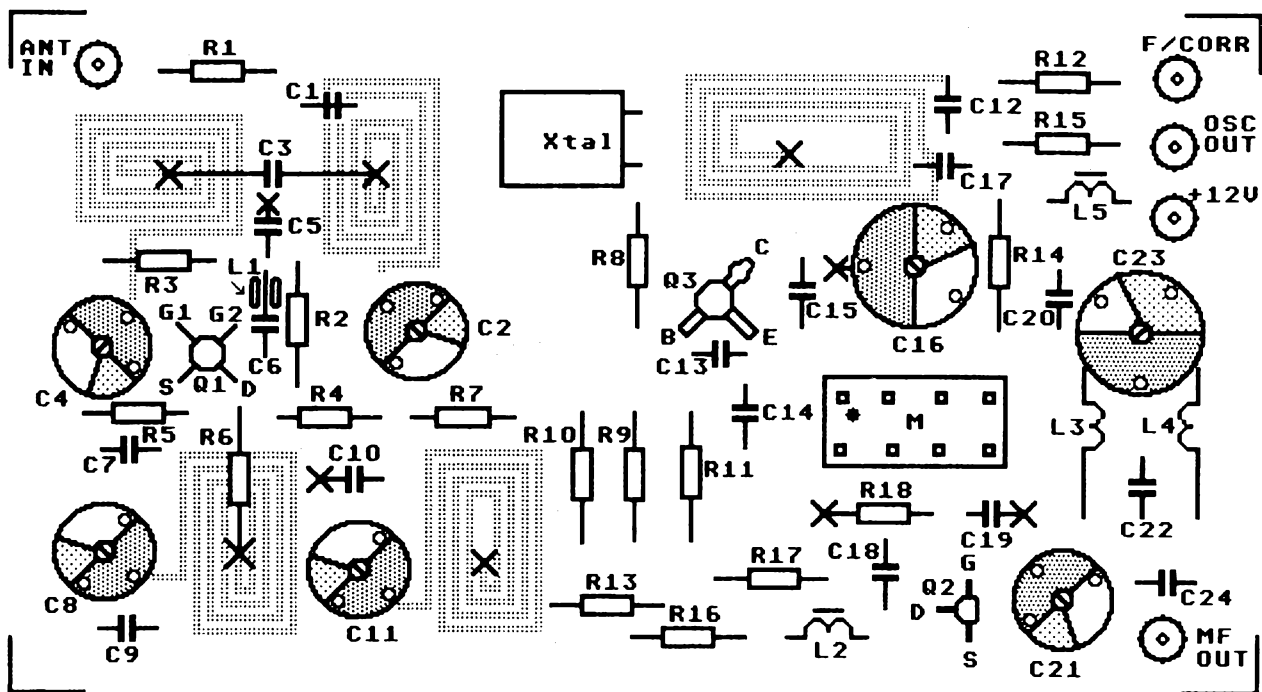 ANT
IN
R1
C1
C3
C5
Xtal
C12
C17
R12
R15
F/CORR
OSC
OUT
L5
+12V
R3
L1
G1
G2
R2
C6
S
Q1
D
C4
C2
R8
Q3
C
B
E
C13
C15
C16
R14
C20
C23
R5
C7
R6
R4
R7
C10
R10
R9
R11
C14
M
L3
L4
C22
R18
C19
C18
R17
C8
C9
C11
R13
R16
L2
G
Q2
D
S
C21
C24
MF
OUT